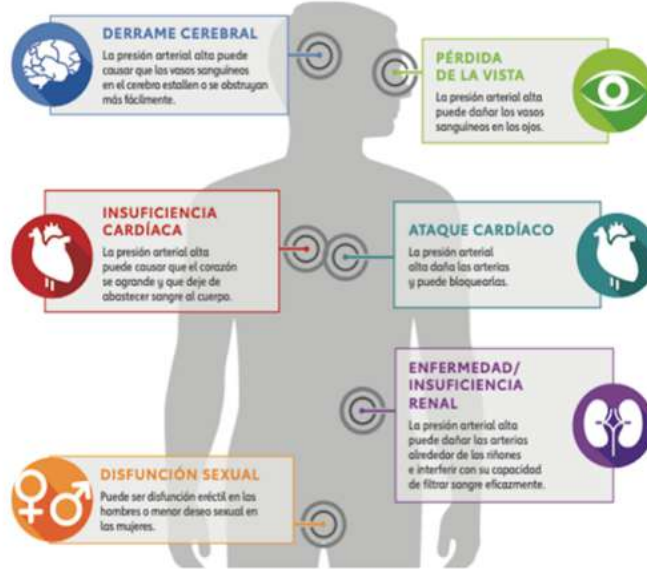 DERRAME CEREBRAL
La presión arterial alta puede
causar que los vasos sanguíneos
en el cerebro estallen o se obstruyan
más fácilmente.
PÉRDIDA
DE LA VISTA
La presión arterial alta
puede dañar los vasos
sanguíneos en los ojos.
INSUFICIENCIA
CARDÍACA
La presión arterial alta
puede causar que el corazón
se agrande y que deje de
abastecer sangre al cuerpo.
ATAQUE CARDÍACO
La presión arterial
alta daña las arterias
y puede bloquearlas.
ENFERMEDAD/
INSUFICIENCIA
RENAL
La presión arterial alta
puede dañar las arterias
alrededor de los riñones
e interferir con su capacidad
de filtrar sangre eficazmente.
DISFUNCIÓN SEXUAL
Puede ser disfunción eréctil en los
hombres o menor deseo sexual en
las mujeres.